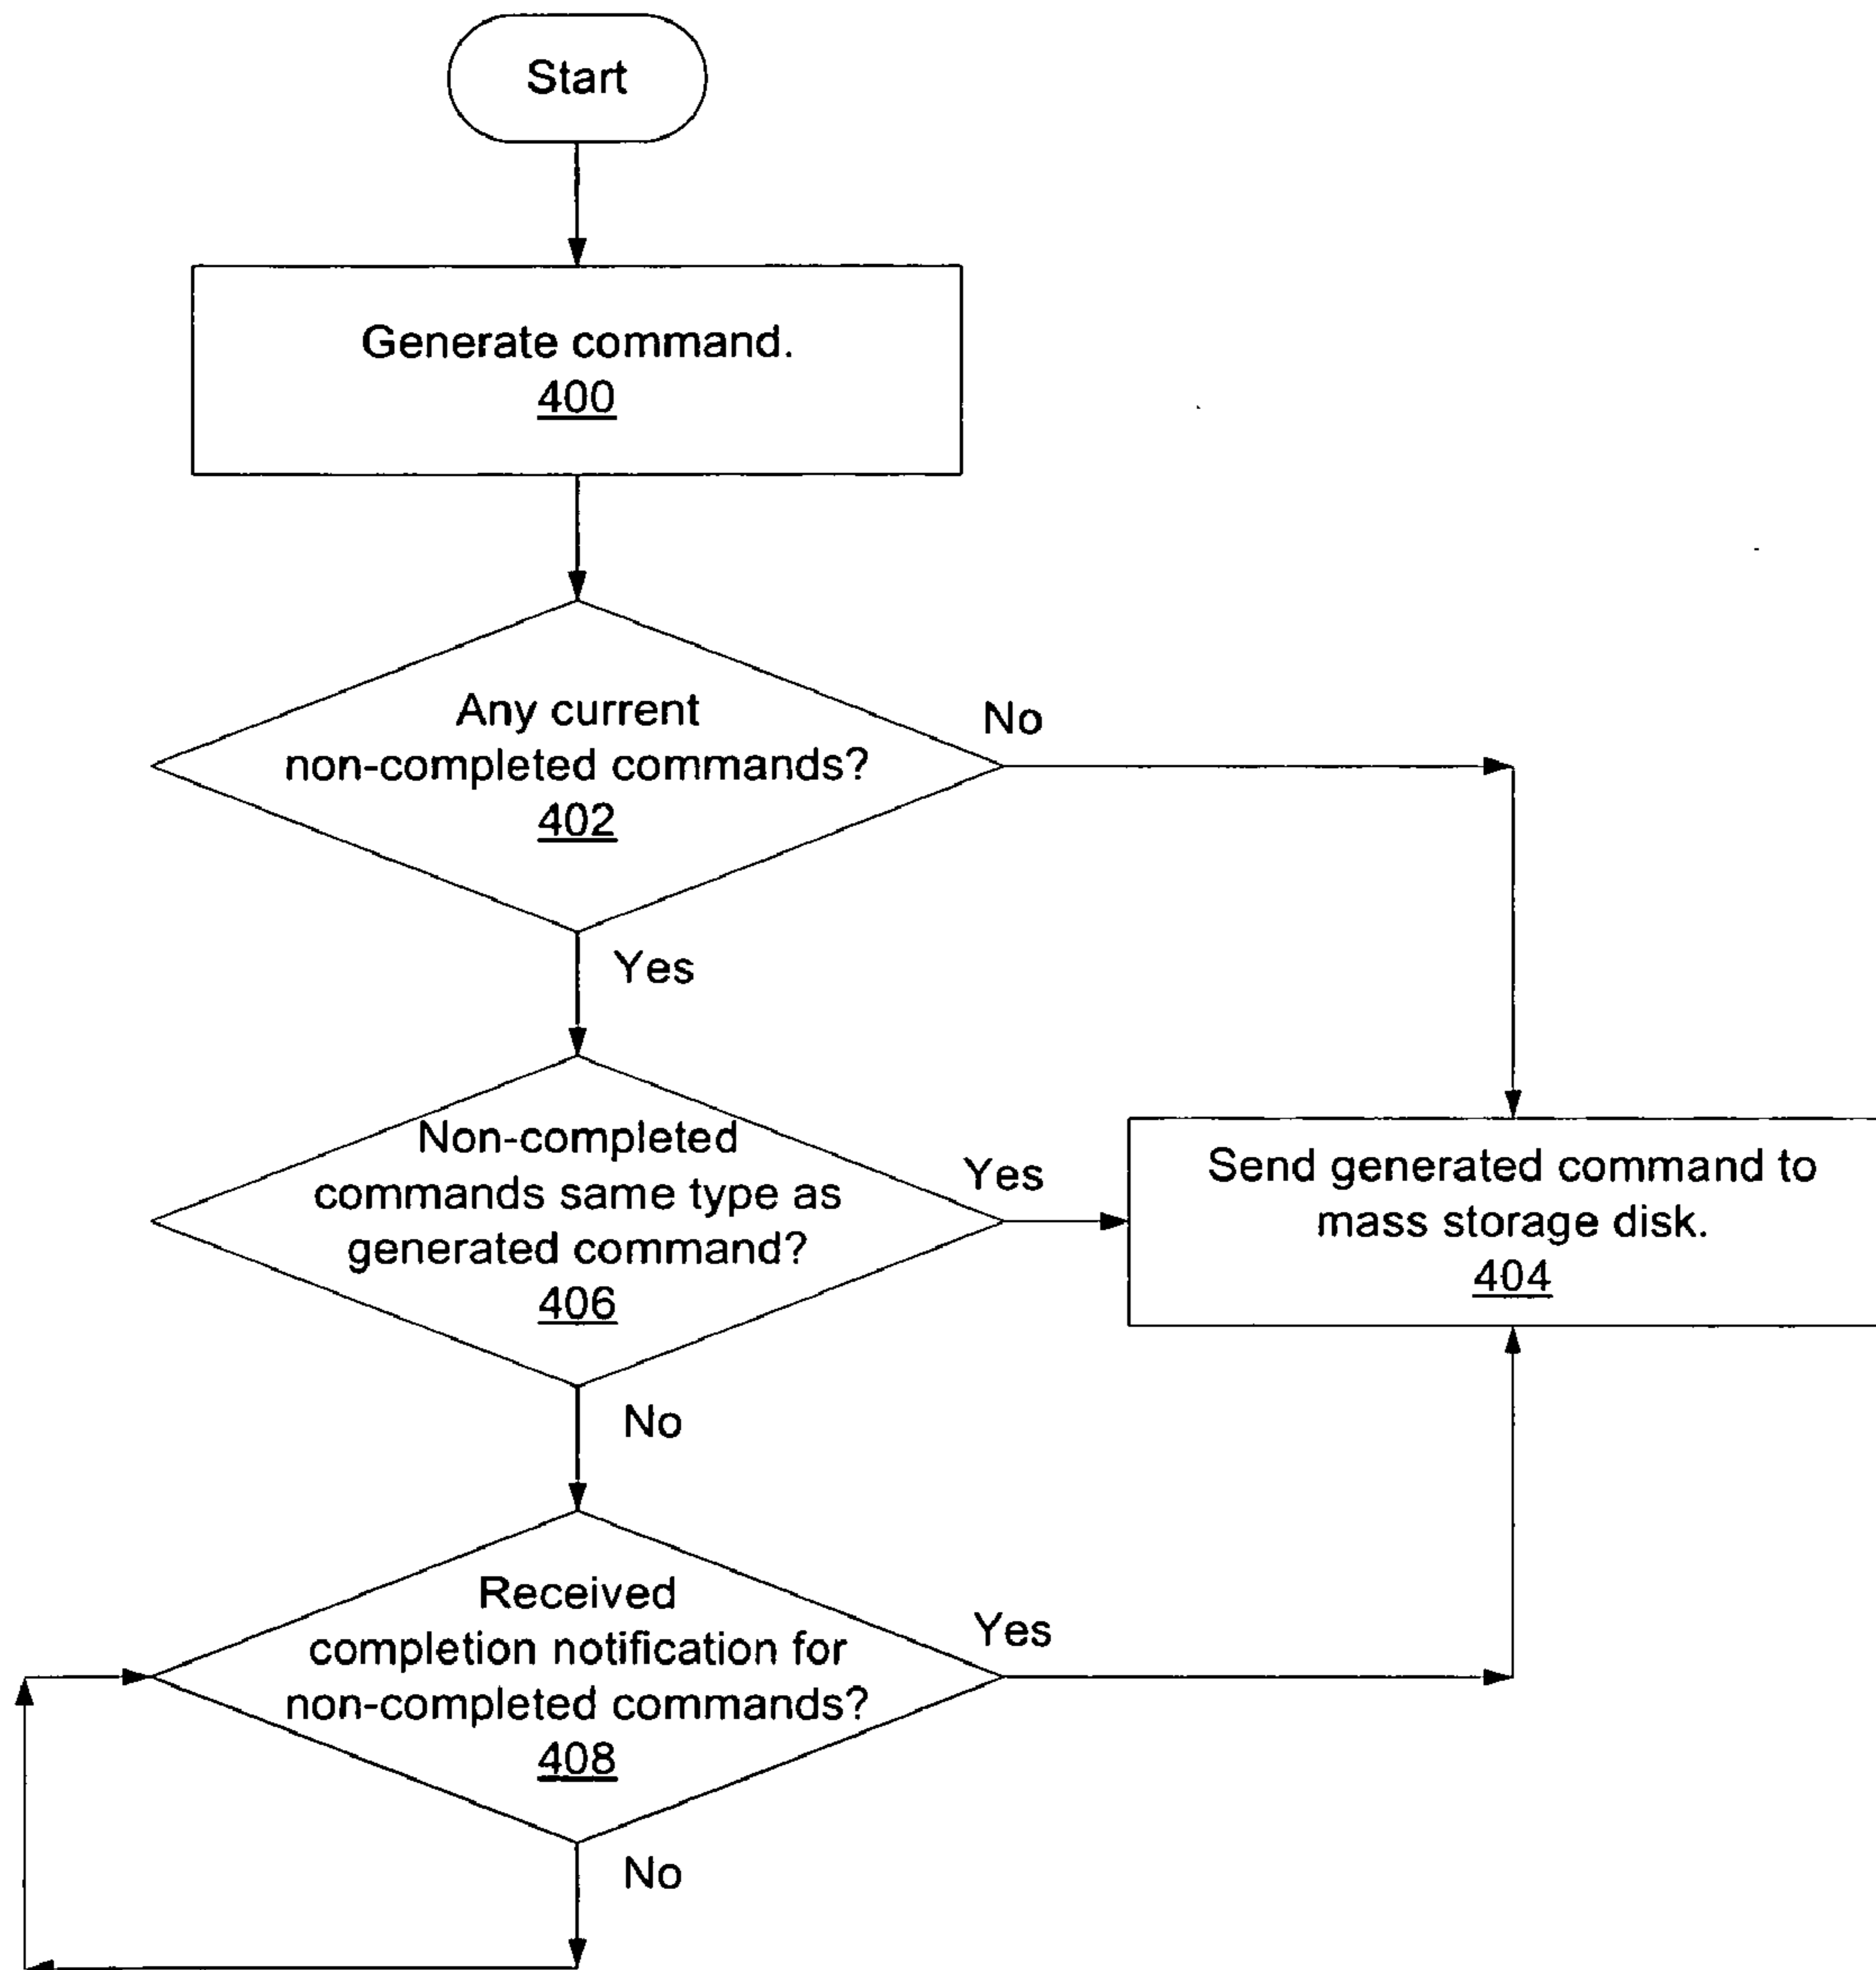 Start
Generate command.
400
Any current
non-completed commands?
402
No
Yes
Non-completed
commands same type as
generated command?
406
Yes
Send generated command to
mass storage disk.
404
No
Received
completion notification for
non-completed commands?
408
Yes
No